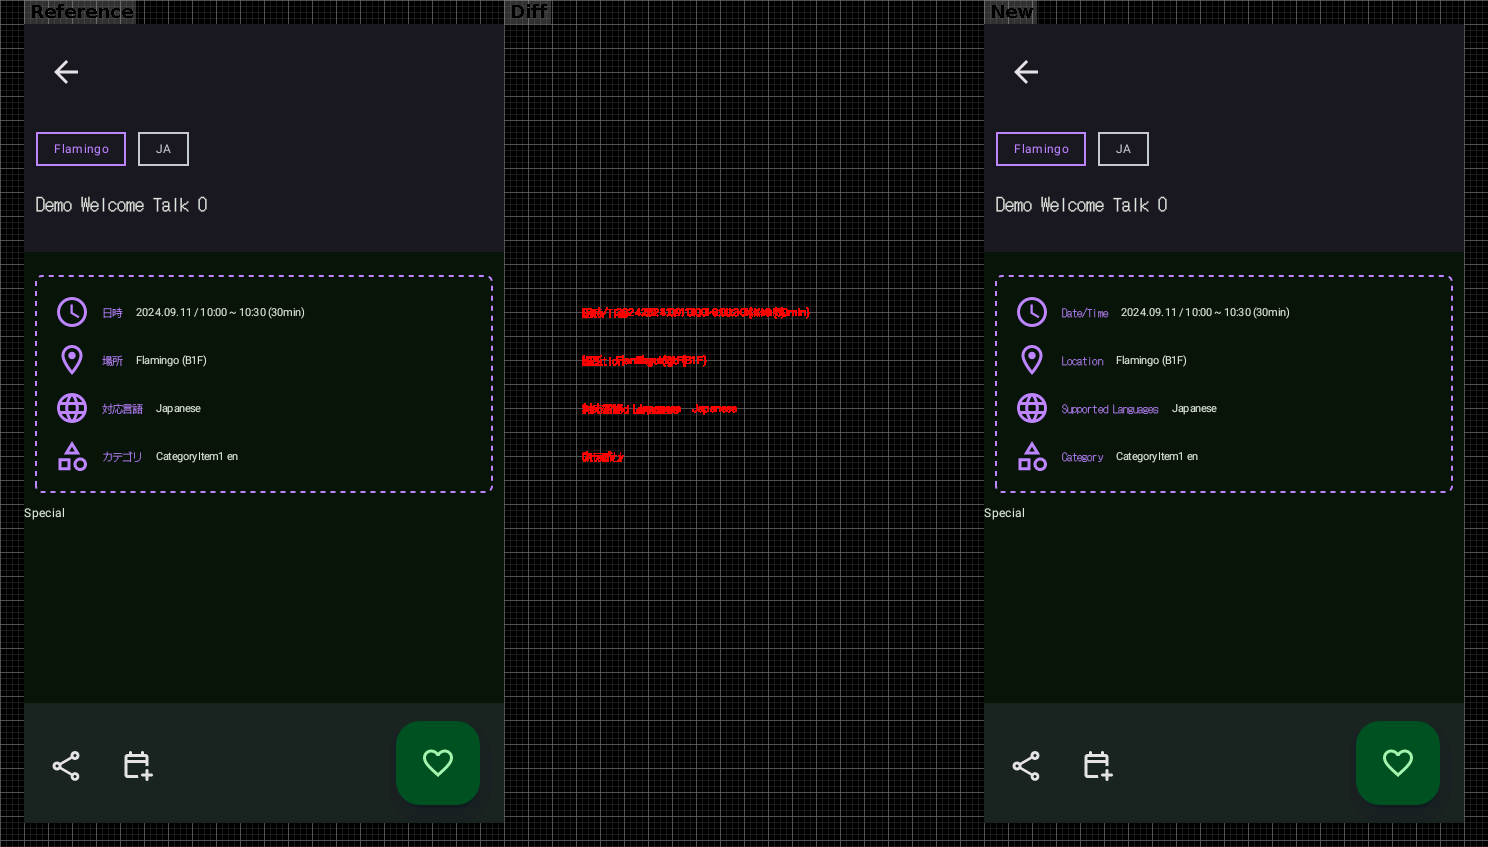 Reference
Diff
New
Flamingo
JA
Demo Welcome Talk 0
日時 2024.09.11 / 10:00 ~ 10:30 (30min)
場所 Flamingo (B1F)
対応言語 Japanese
カテゴリ CategoryItem1 en
Special
Flamingo
JA
Demo Welcome Talk 0
Date/Time 2024.09.11 / 10:00 ~ 10:30 (30min)
Location Flamingo (B1F)
Supported Languages Japanese
Category CategoryItem1 en
Special